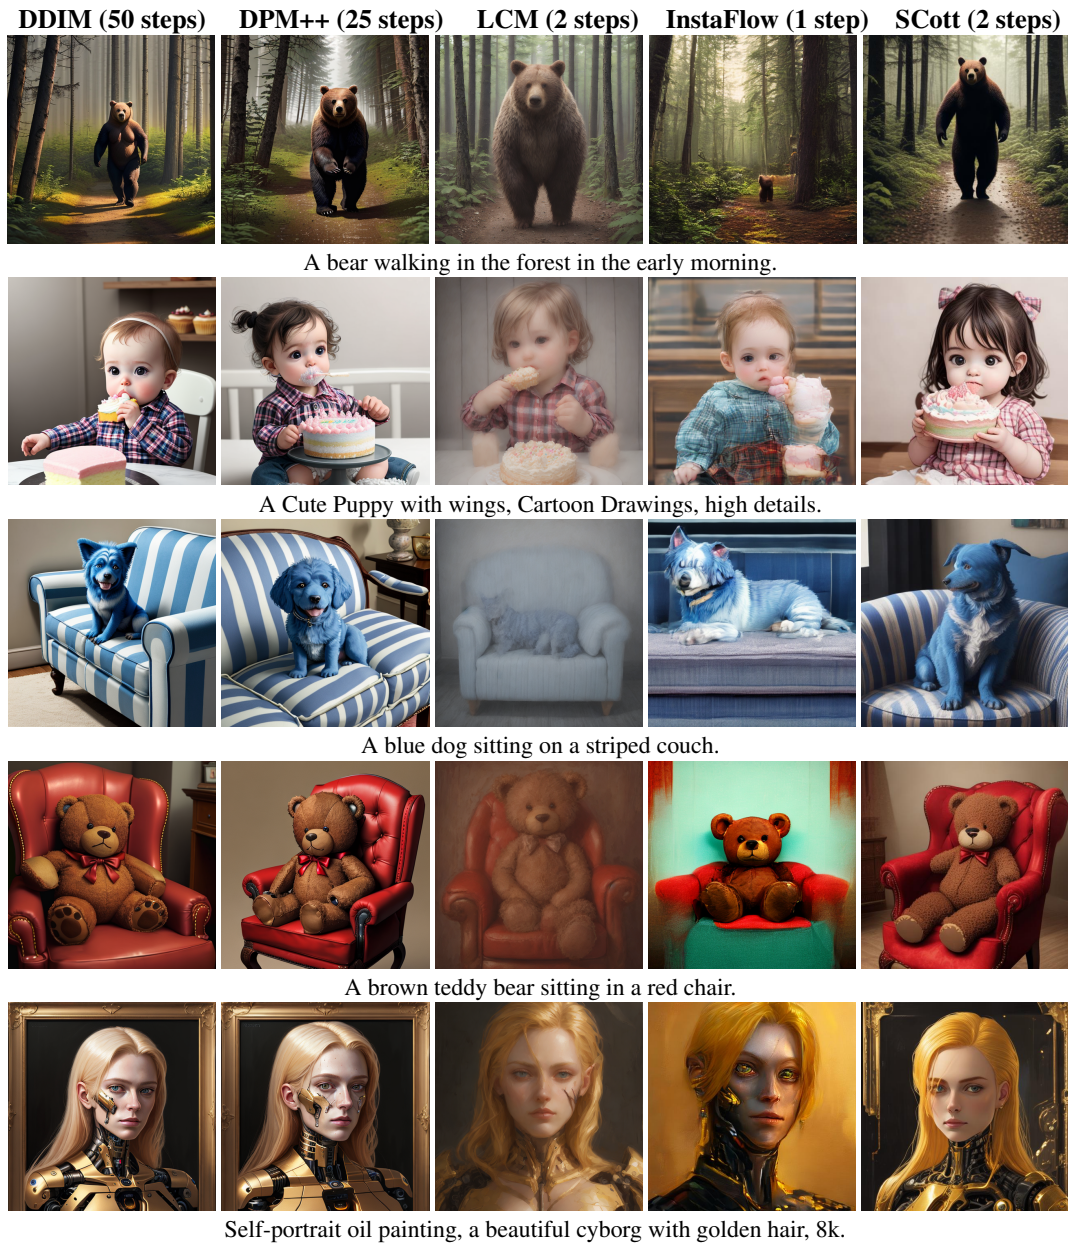 DDIM (50 steps) DPM++ (25 steps) LCM (2 steps) InstaFlow (1 step) SCott (2 steps)
A bear walking in the forest in the early morning.
A Cute Puppy with wings, Cartoon Drawings, high details.
A blue dog sitting on a striped couch.
A brown teddy bear sitting in a red chair.
Self-portrait oil painting, a beautiful cyborg with golden hair, 8k.